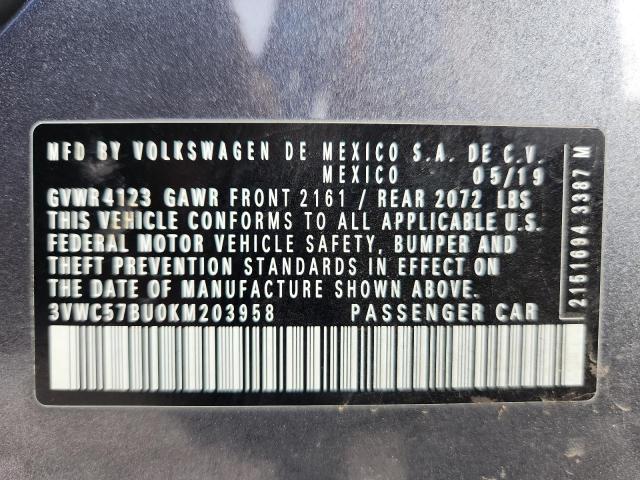 MFD BY VOLKSWAGEN DE MEXICO S.A. DE C.V.
MEXICO 05/19
GVWR4123 GAWR FRONT 2161 / REAR 2072 LBS
THIS VEHICLE CONFORMS TO ALL APPLICABLE U.S.
FEDERAL MOTOR VEHICLE SAFETY, BUMPER AND
THEFT PREVENTION STANDARDS IN EFFECT ON
THE DATE OF MANUFACTURE SHOWN ABOVE.
3VWC57BU0KM203958 PASSENGER CAR
2151694 3387 M